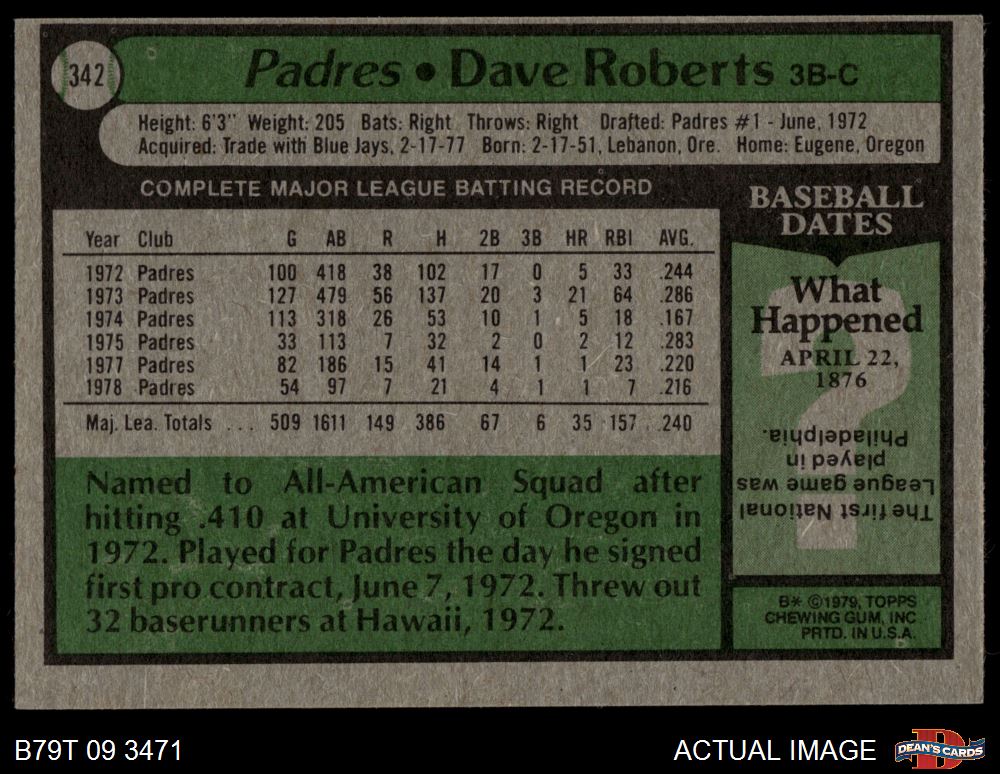 342
Padres • Dave Roberts 3B-C
Height: 6'3" Weight: 205 Bats: Right Throws: Right Drafted: Padres #1 - June, 1972
Acquired: Trade with Blue Jays, 2-17-77 Born: 2-17-51, Lebanon, Ore. Home: Eugene, Oregon
COMPLETE MAJOR LEAGUE BATTING RECORD
Year Club G AB R H 2B 3B HR RBI AVG.
1972 Padres 100 418 38 102 17 0 5 33 .244
1973 Padres 127 479 56 137 20 3 21 64 .286
1974 Padres 113 318 26 53 10 1 5 18 .167
1975 Padres 33 113 7 32 2 0 2 12 .283
1977 Padres 82 186 15 41 14 1 1 23 .220
1978 Padres 54 97 7 21 4 1 1 7 .216
Maj. Lea. Totals ... 509 1611 149 386 67 6 35 157 .240
Named to All-American Squad after
hitting .410 at University of Oregon in
1972. Played for Padres the day he signed
first pro contract, June 7, 1972. Threw out
32 baserunners at Hawaii, 1972.
BASEBALL
DATES
What
Happened
APRIL 22,
1876
?
The first National
League game was
played in
Philadelphia.
B* ©1979, TOPPS
CHEWING GUM, INC
PRTD. IN U.S.A.
B79T 09 3471
ACTUAL IMAGE
D
DEAN'S CARDS